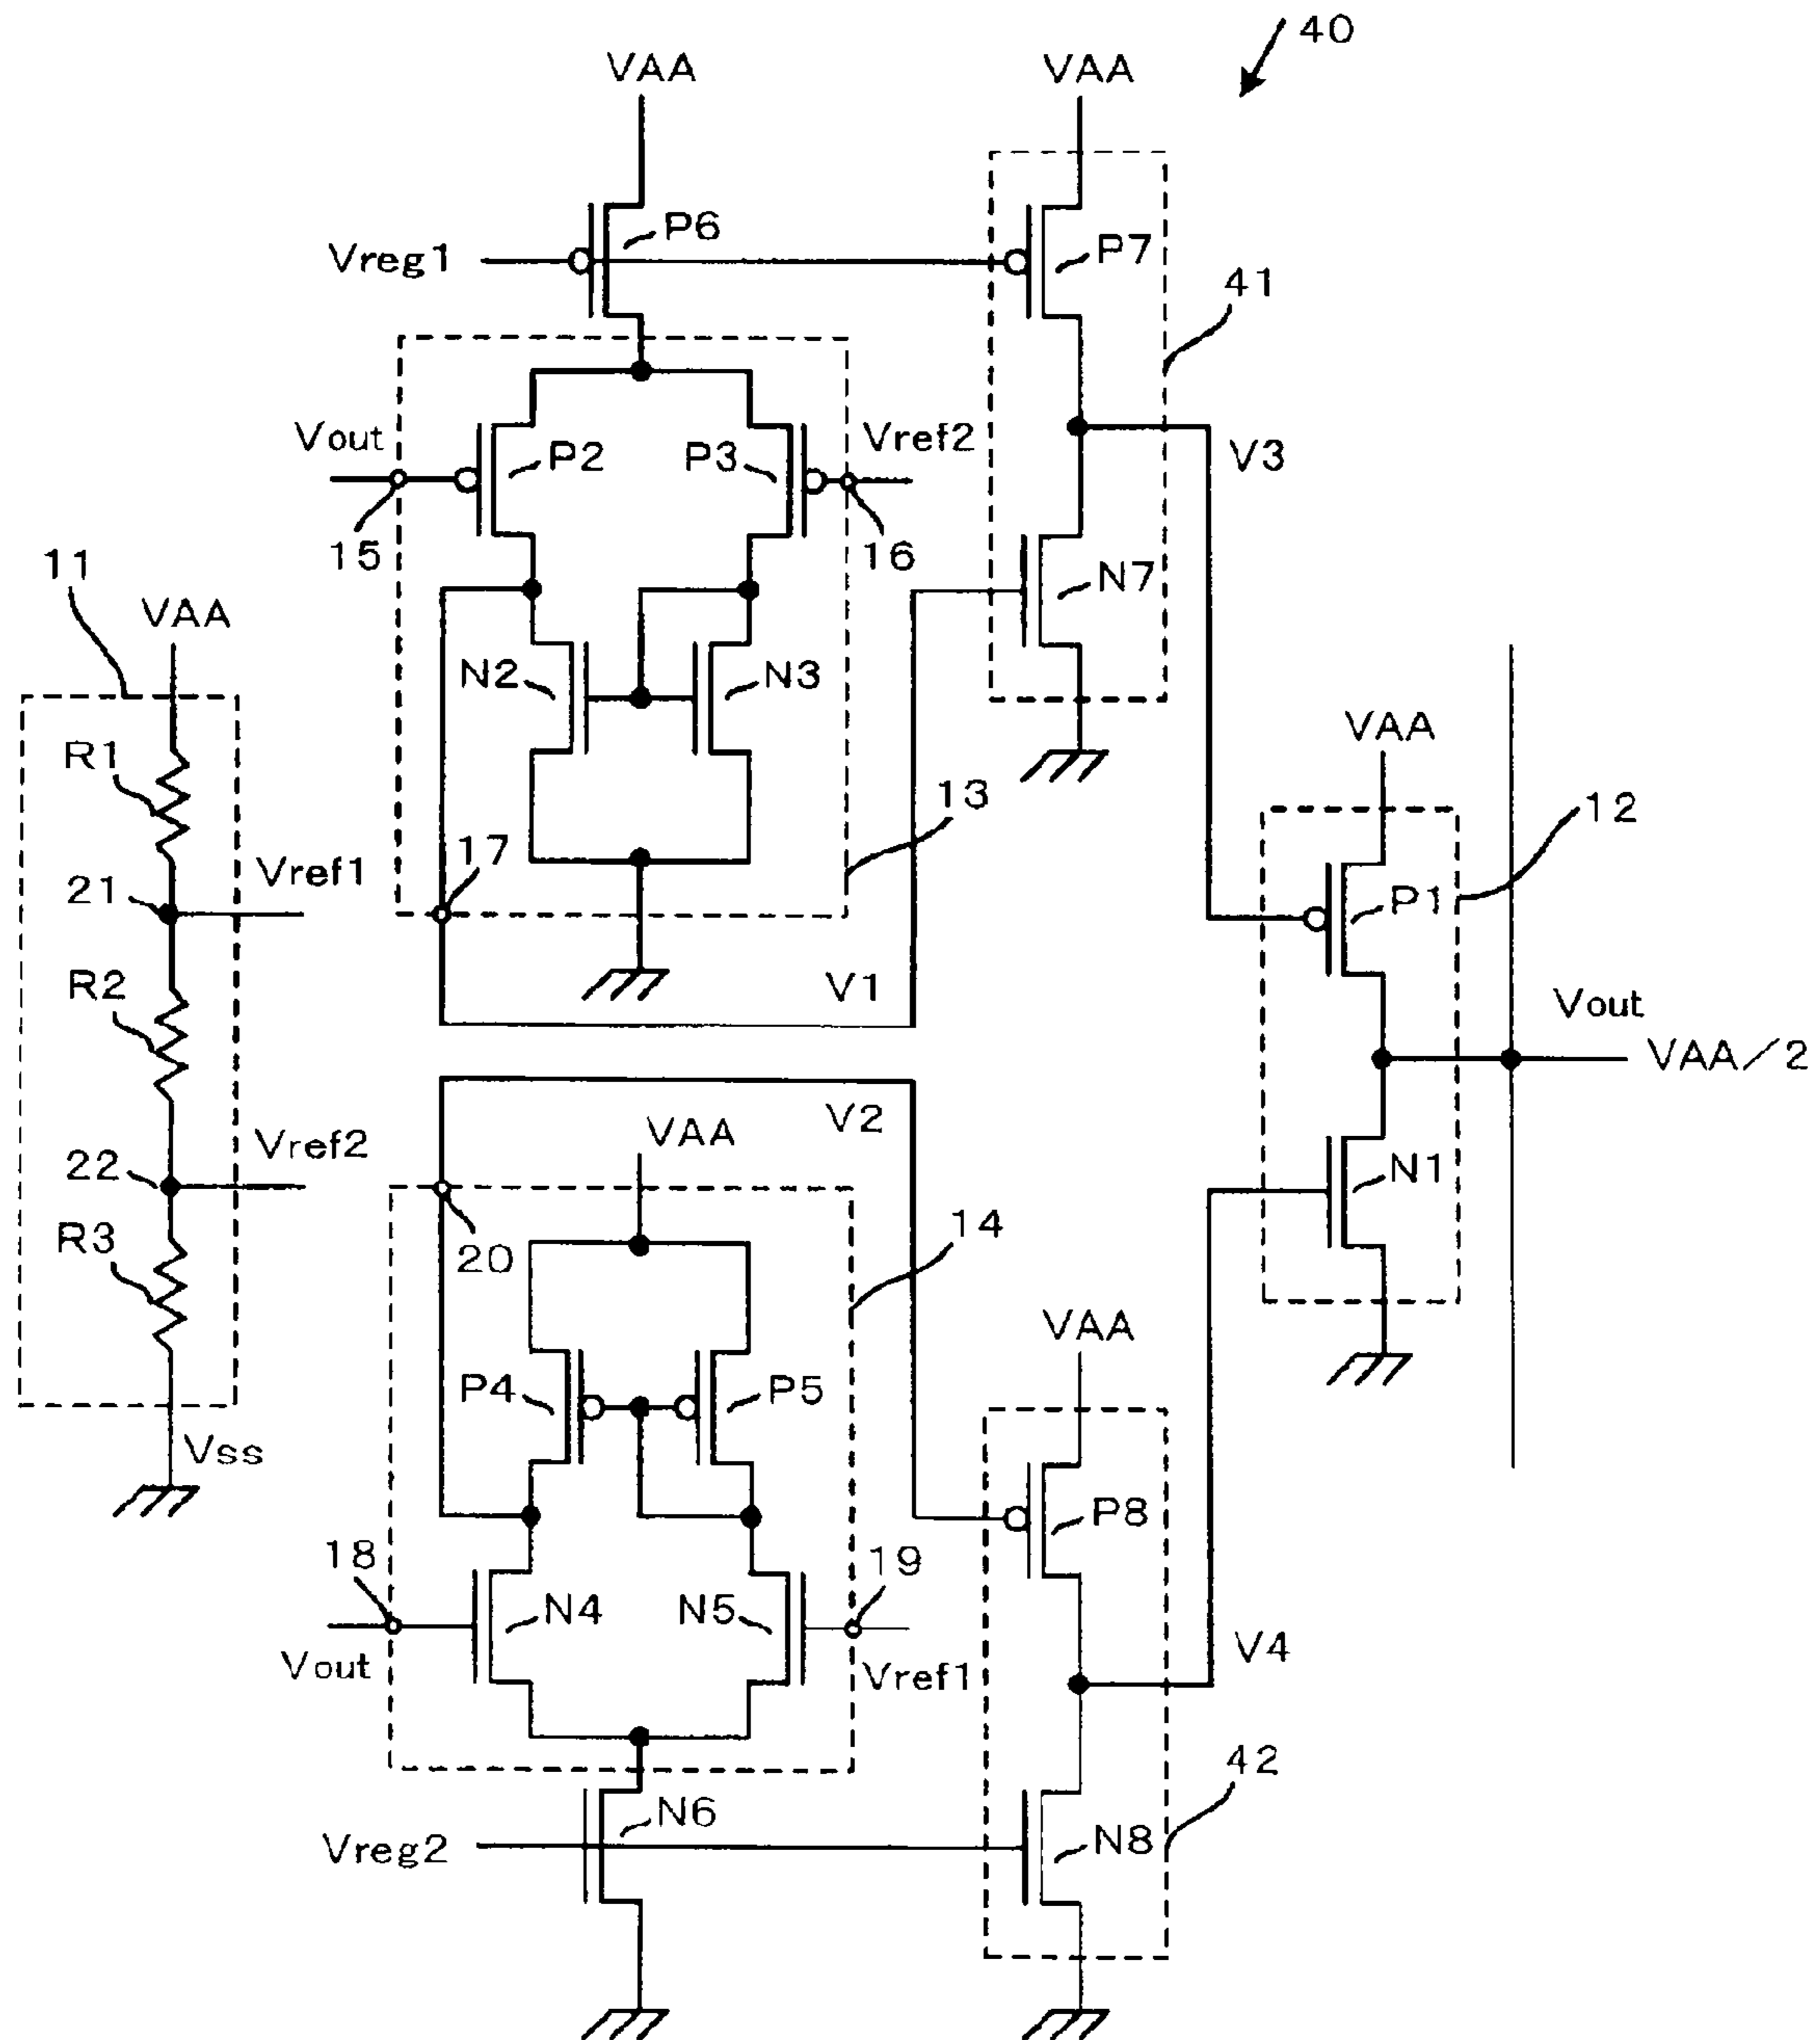 40
VAA
VAA
P6
Vreg1
P7
41
Vout
P2
P3
Vref2
V3
15
16
11
N7
VAA
N2
N3
R1
VAA
13
12
17
Vref1
21
P1
R2
V1
Vout
VAA/2
V2
VAA
Vref2
22
N1
20
14
R3
VAA
P4
P5
Vss
P8
18
19
N4
N5
V4
Vout
Vref1
42
N6
Vreg2
N8